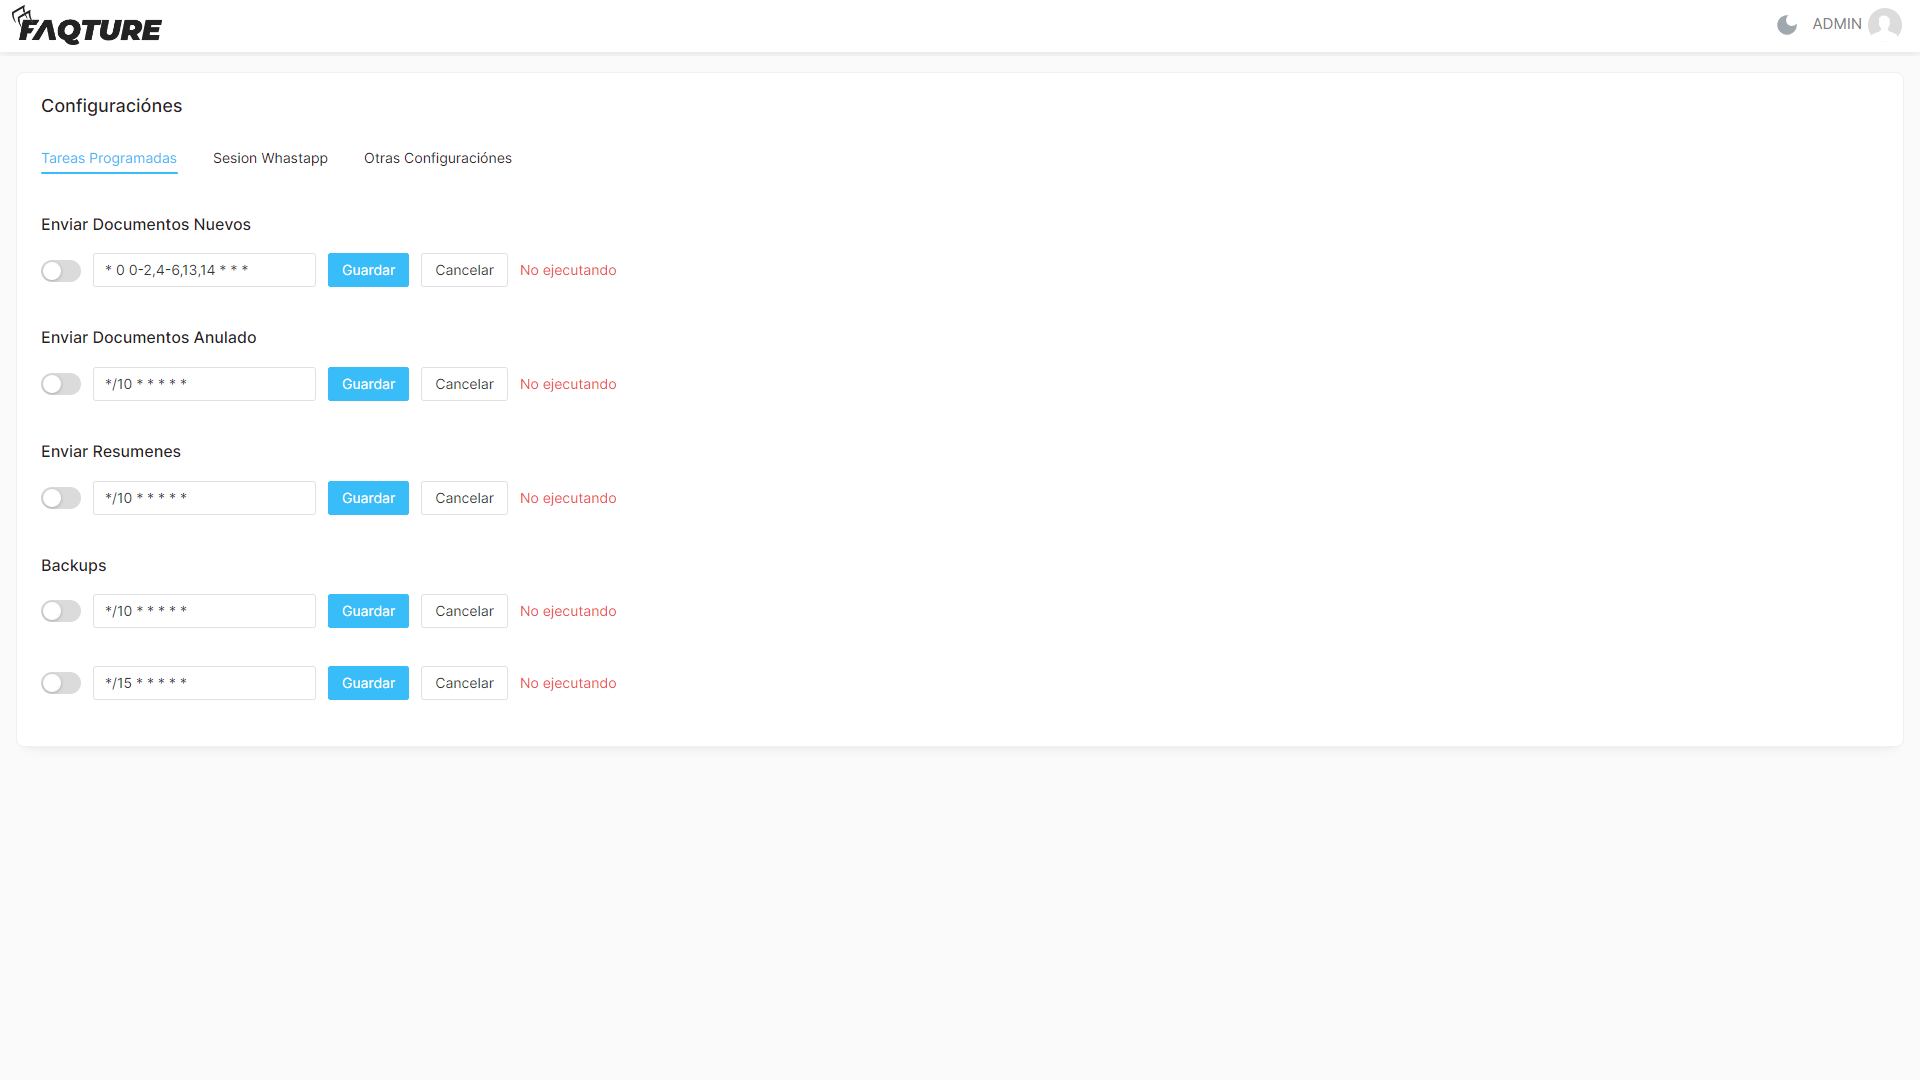 FAQTURE
ADMIN
Configuraciónes
Tareas Programadas Sesion Whastapp Otras Configuraciónes
Enviar Documentos Nuevos
* 0 0-2,4-6,13,14 * * * Guardar Cancelar No ejecutando
Enviar Documentos Anulado
*/10 * * * * * Guardar Cancelar No ejecutando
Enviar Resumenes
*/10 * * * * * Guardar Cancelar No ejecutando
Backups
*/10 * * * * * Guardar Cancelar No ejecutando
*/15 * * * * * Guardar Cancelar No ejecutando